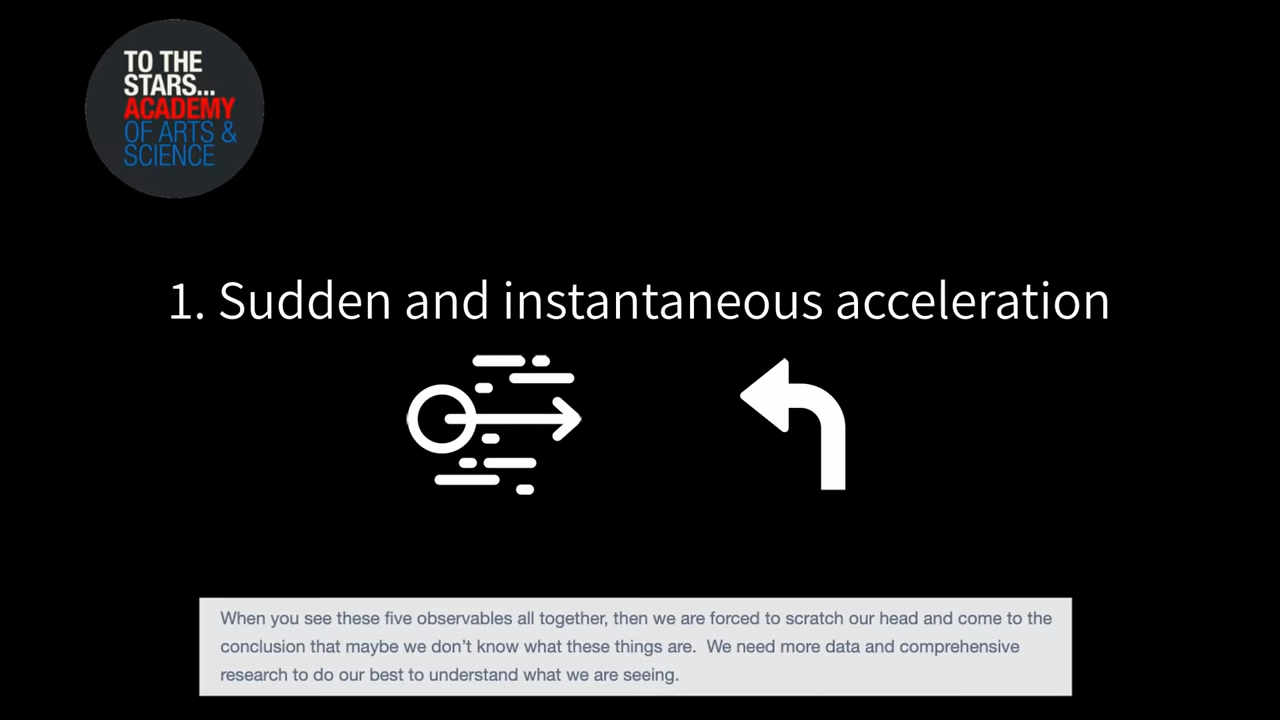 TO THE
STARS...
ACADEMY
OF ARTS &
SCIENCE
1. Sudden and instantaneous acceleration
When you see these five observables all together, then we are forced to scratch our head and come to the
conclusion that maybe we don't know what these things are.  We need more data and comprehensive
research to do our best to understand what we are seeing.